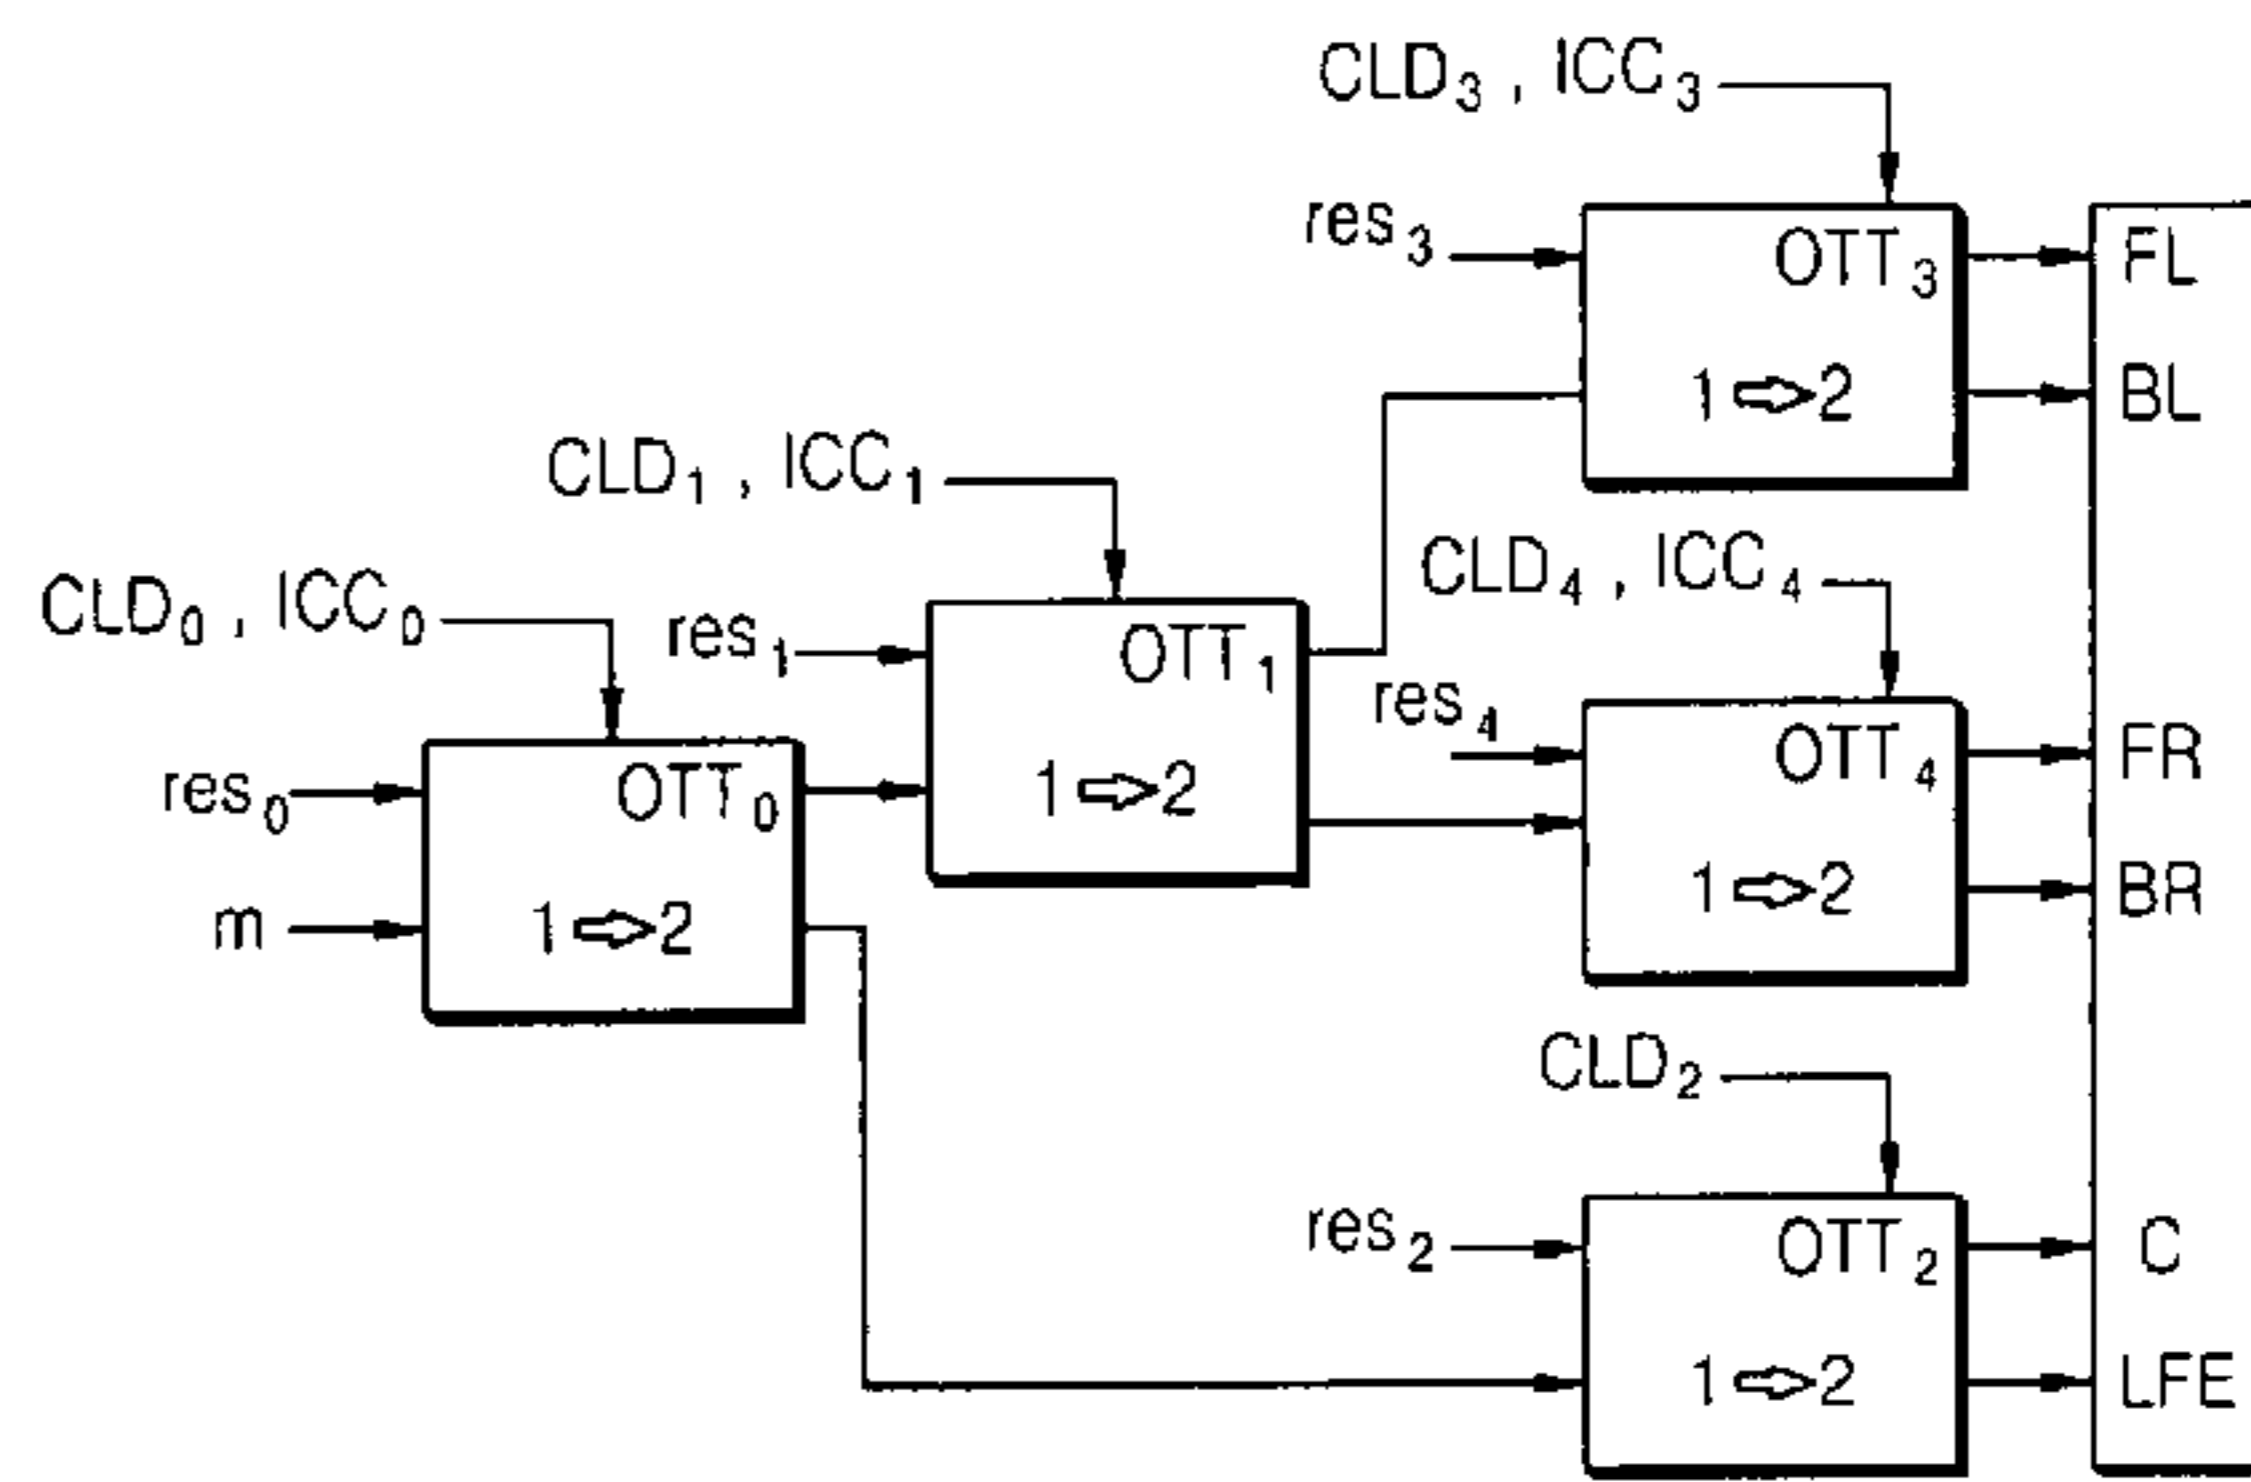 CLD₃ , ICC₃
res₃
OTT₃
FL
1⇨2
BL
CLD₁ , ICC₁
CLD₄ , ICC₄
CLD₀ , ICC₀
res₁
OTT₁
res₄
OTT₄
FR
res₀
OTT₀
1⇨2
1⇨2
BR
m
1⇨2
CLD₂
res₂
OTT₂
C
1⇨2
LFE